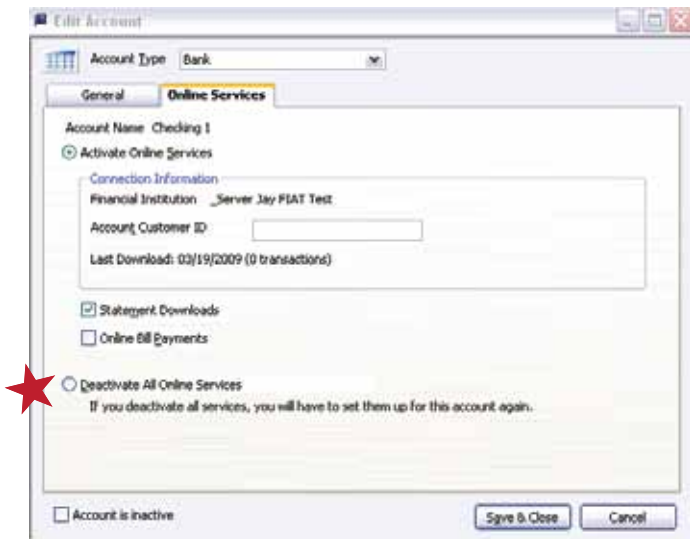 Edit Account
Account Type Bank
General Online Services
Account Name Checking 1
Activate Online Services
Connection Information
Financial Institution _Server Jay FIAT Test
Account Customer ID
Last Download: 03/19/2009 (0 transactions)
Statement Downloads
Online Bill Payments
Deactivate All Online Services
If you deactivate all services, you will have to set them up for this account again.
Account is inactive Save & Close Cancel